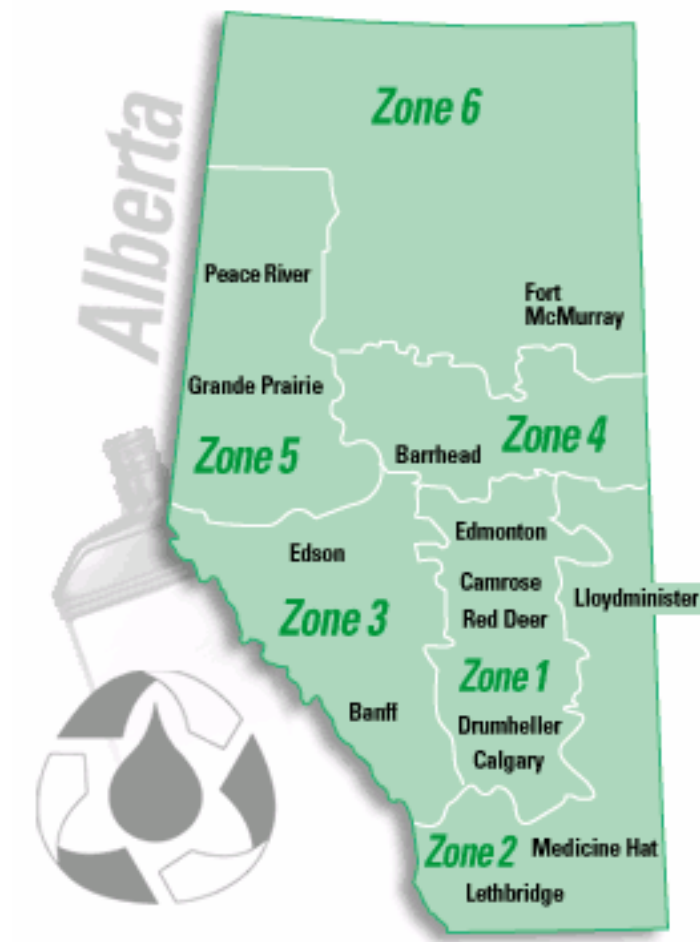 Alberta
Zone 6
Peace River
Fort
McMurray
Grande Prairie
Zone 5
Barrhead
Zone 4
Edson
Edmonton
Camrose
Lloydminister
Red Deer
Zone 3
Zone 1
Banff
Drumheller
Calgary
Zone 2
Medicine Hat
Lethbridge